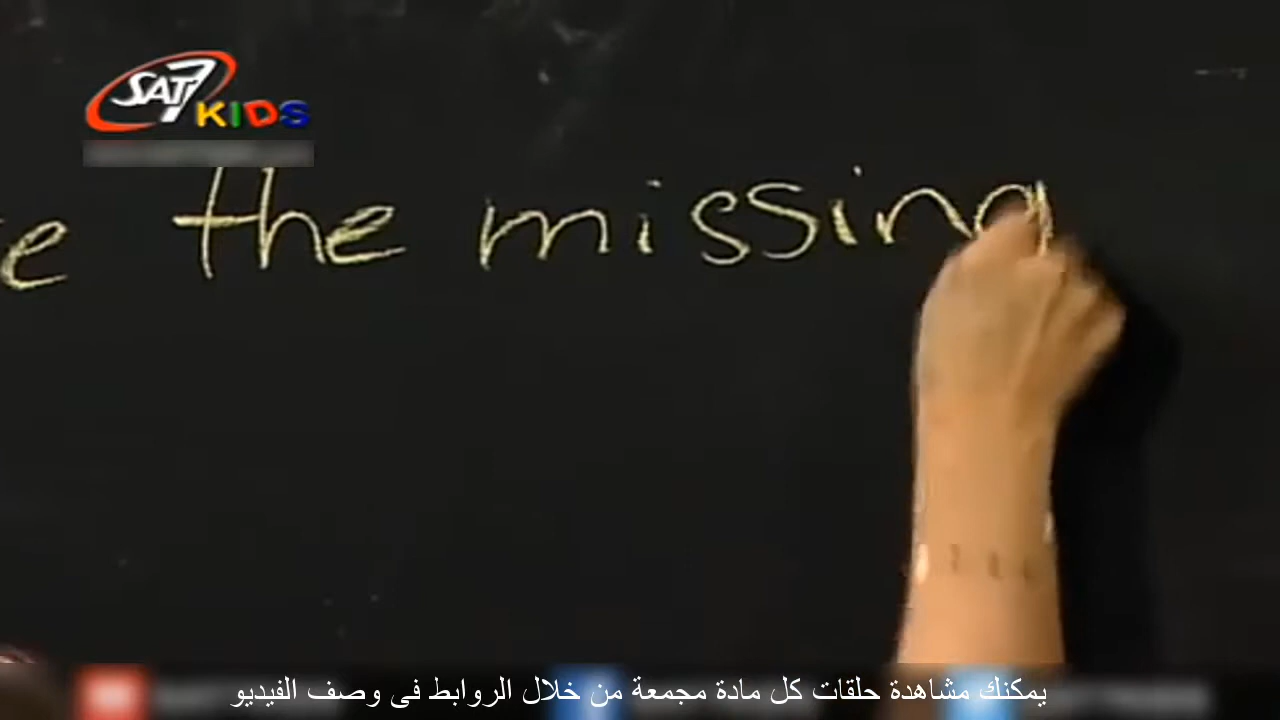 SAT7 KIDS
e the missing
يمكنك مشاهدة حلقات كل مادة مجمعة من خلال الروابط فى وصف الفيديو